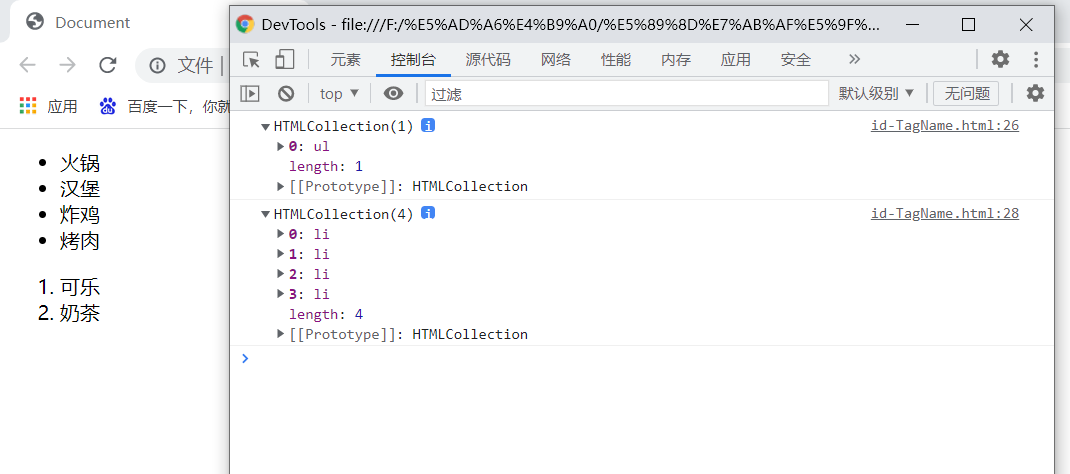 Document
文件 |
应用
百度一下，你就
火锅
汉堡
炸鸡
烤肉
1. 可乐
2. 奶茶
DevTools - file:///F:/%E5%AD%A6%E4%B9%A0/%E5%89%8D%E7%AB%AF%E5%9F%...
元素 控制台 源代码 网络 性能 内存 应用 安全 »
top ▼ 过滤 默认级别 ▼ 无问题
▼HTMLCollection(1) i id-TagName.html:26
▶0: ul
length: 1
▶[[Prototype]]: HTMLCollection
▼HTMLCollection(4) i id-TagName.html:28
▶0: li
▶1: li
▶2: li
▶3: li
length: 4
▶[[Prototype]]: HTMLCollection
>